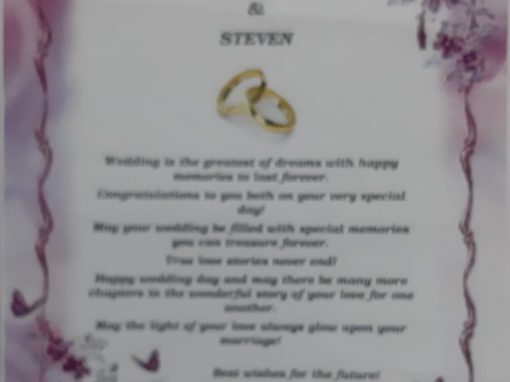 &
STEVEN
Wedding is the greatest of dreams with happy
memories to last forever.
Congratulations to you both on your very special
day!
May your wedding be filled with special memories
you can treasure forever.
True love stories never end!
Happy wedding day and may there be many more
chapters in the wonderful story of your love for one
another.
May the light of your love always glow upon your
marriage!
Best wishes for the future!